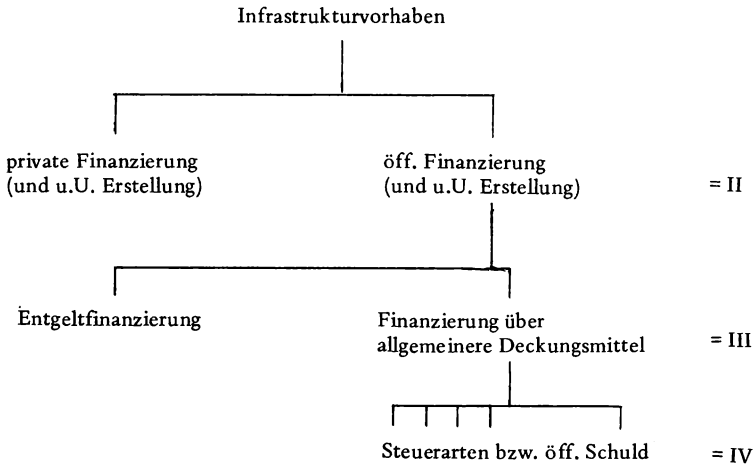 Infrastrukturvorhaben
private Finanzierung
(und u.U. Erstellung)
öff. Finanzierung
(und u.U. Erstellung)
= II
Entgeltfinanzierung
Finanzierung über
allgemeinere Deckungsmittel
= III
Steuerarten bzw. öff. Schuld
= IV